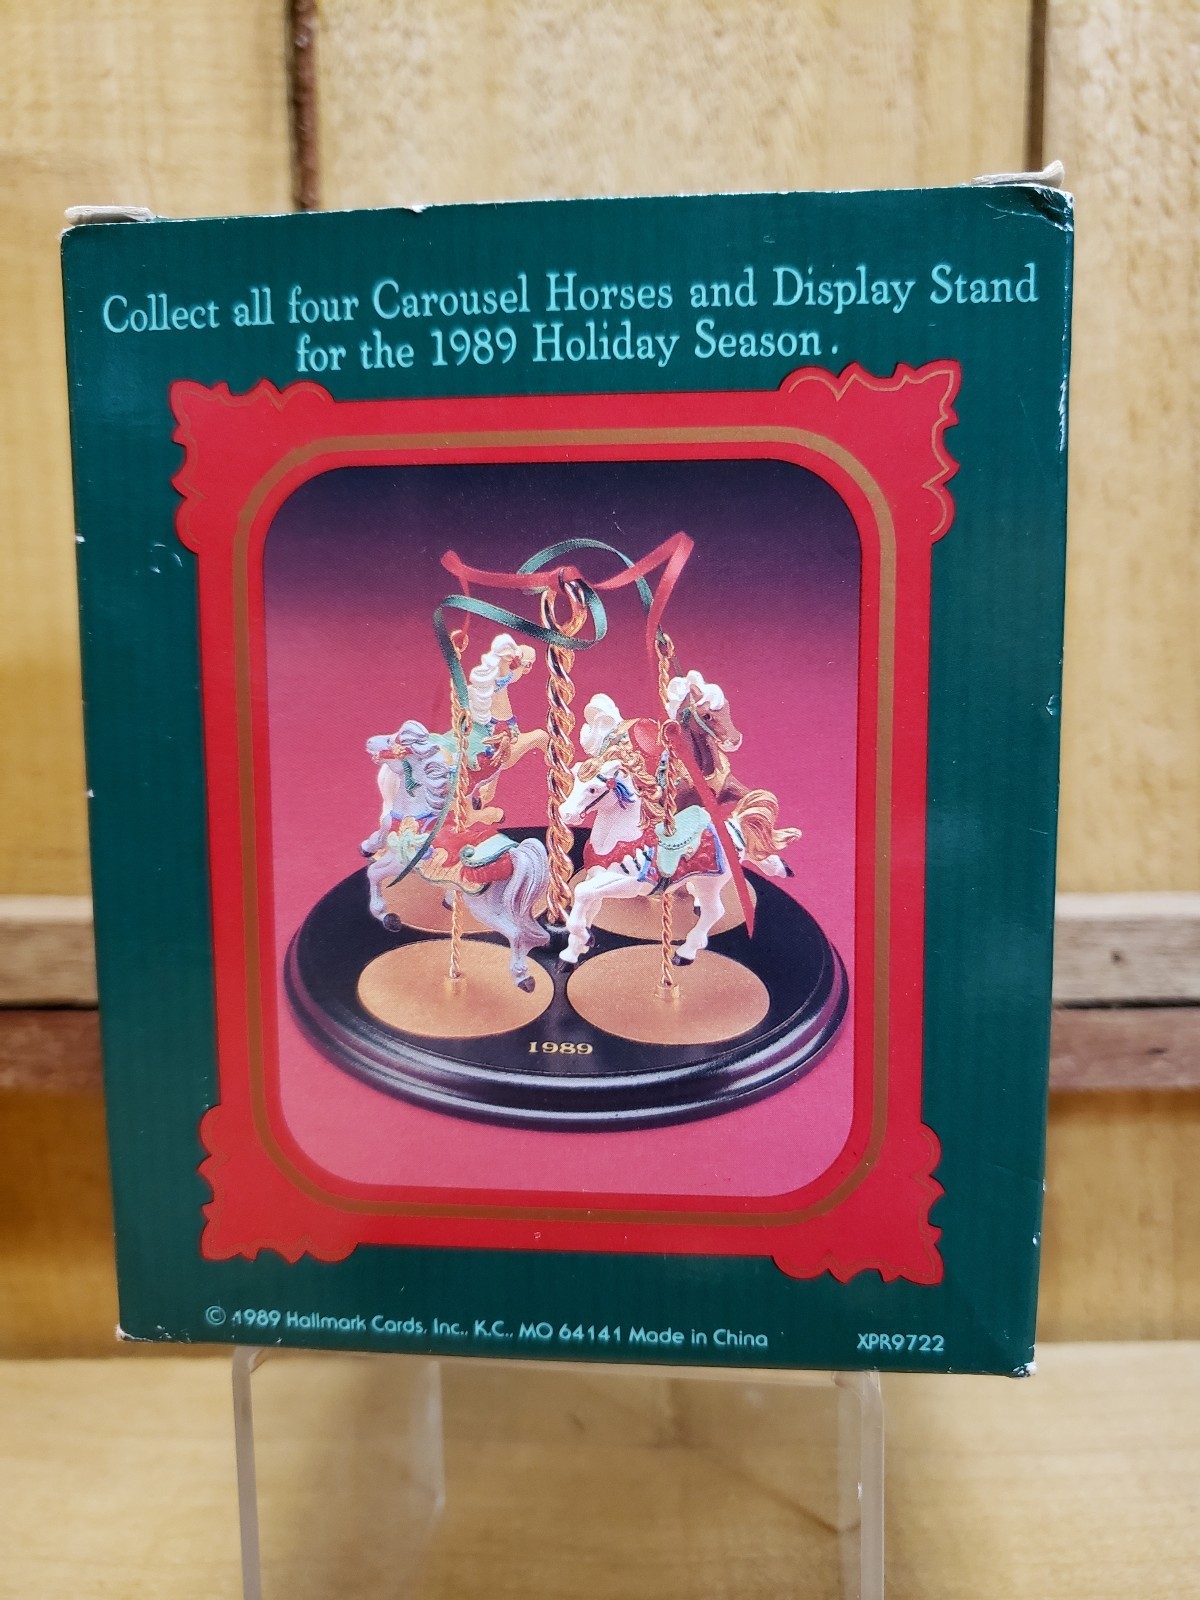 Collect all four Carousel Horses and Display Stand
for the 1989 Holiday Season.
1989
© 1989 Hallmark Cards, Inc., K.C., MO 64141 Made in China
XPR9722